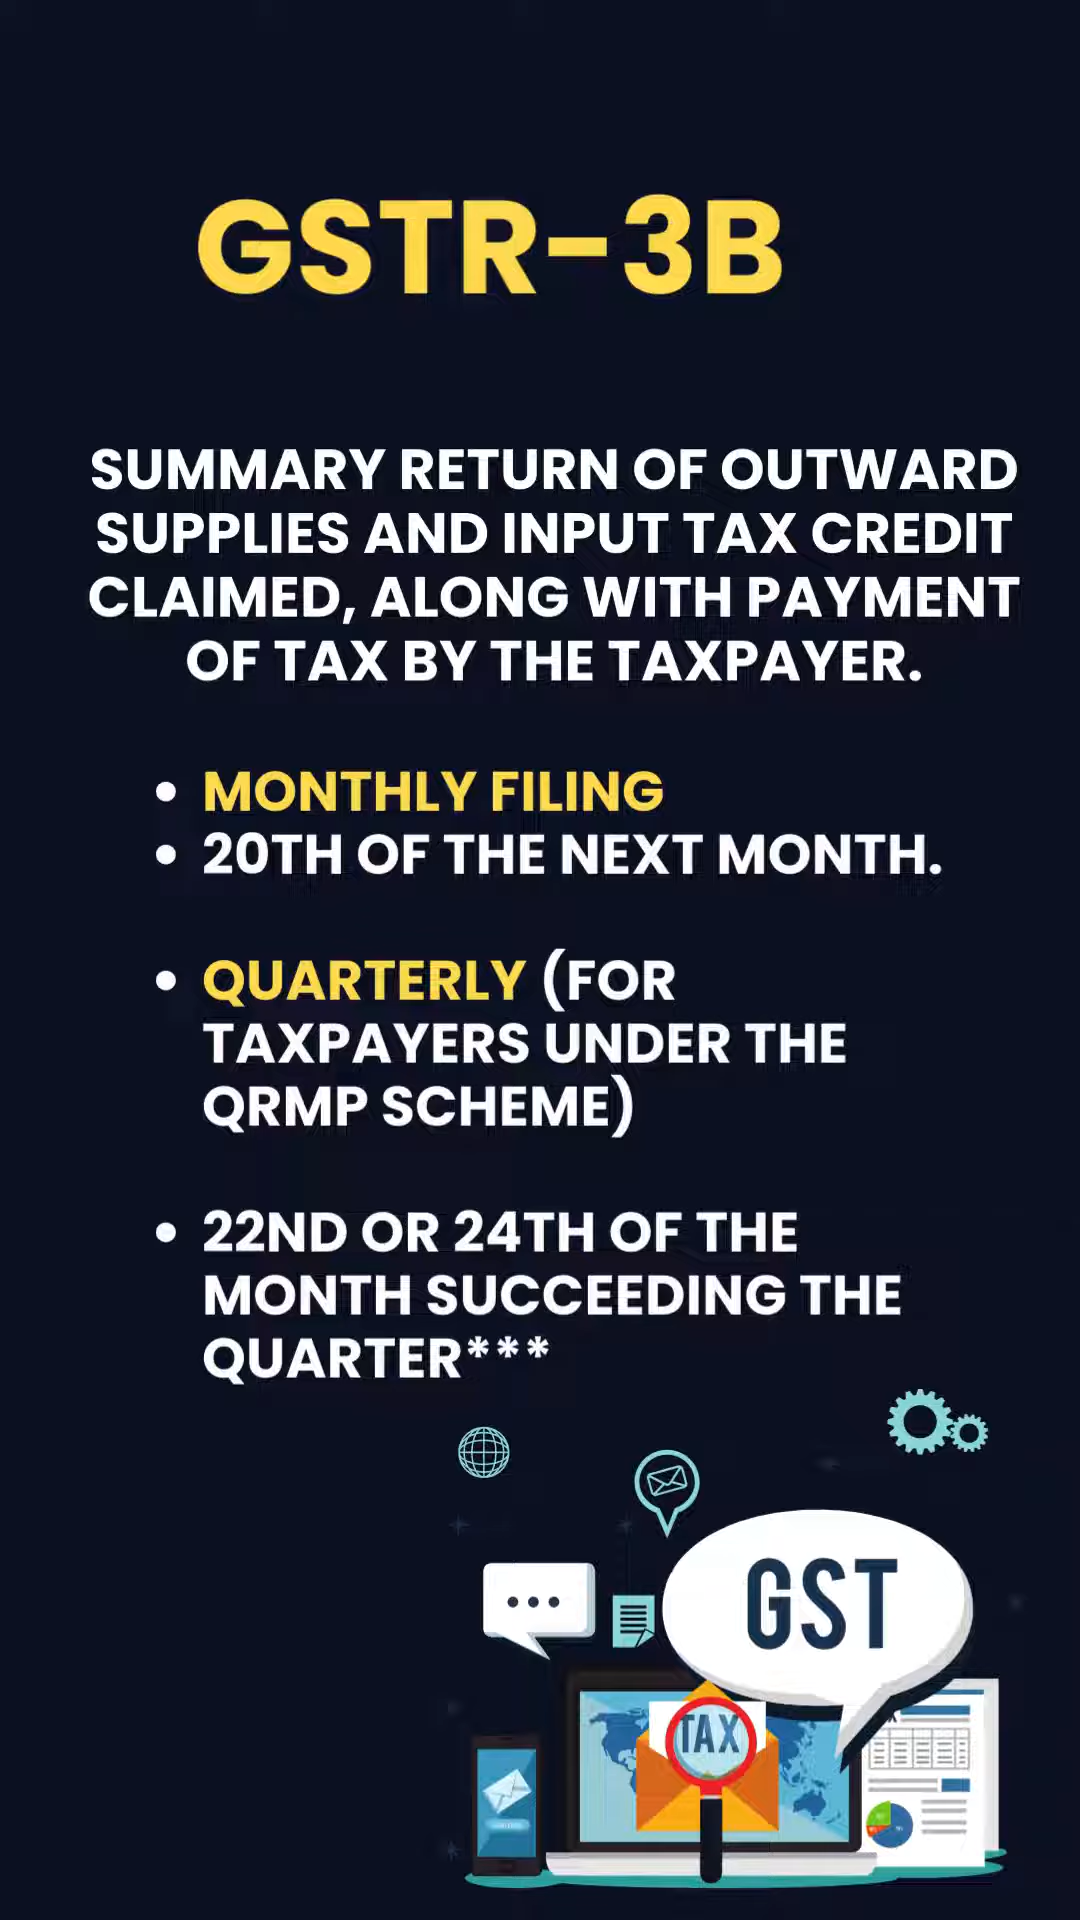 GSTR-3B
SUMMARY RETURN OF OUTWARD
SUPPLIES AND INPUT TAX CREDIT
CLAIMED, ALONG WITH PAYMENT
OF TAX BY THE TAXPAYER.
• MONTHLY FILING
• 20TH OF THE NEXT MONTH.
• QUARTERLY (FOR
TAXPAYERS UNDER THE
QRMP SCHEME)
• 22ND OR 24TH OF THE
MONTH SUCCEEDING THE
QUARTER***
GST
TAX